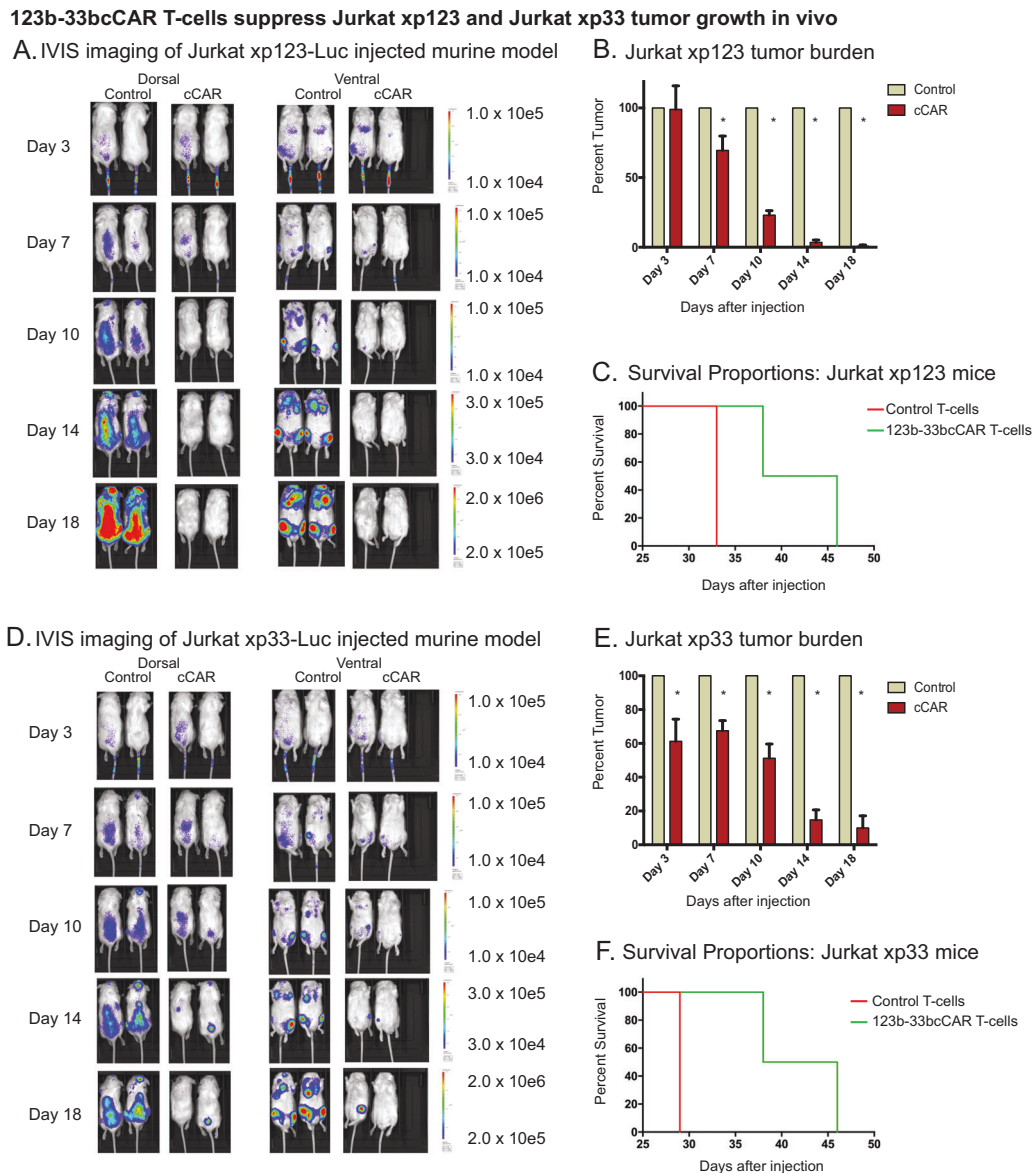 123b-33bcCAR T-cells suppress Jurkat xp123 and Jurkat xp33 tumor growth in vivo
A. IVIS imaging of Jurkat xp123-Luc injected murine model
Dorsal
Ventral
Control cCAR
Control cCAR
Day 3
1.0 x 10e5
1.0 x 10e4
Day 7
1.0 x 10e5
1.0 x 10e4
Day 10
1.0 x 10e5
1.0 x 10e4
Day 14
3.0 x 10e5
3.0 x 10e4
Day 18
2.0 x 10e6
2.0 x 10e5
B. Jurkat xp123 tumor burden
Control
cCAR
Percent Tumor
100
50
0
* * * *
Day 3 Day 7 Day 10 Day 14 Day 18
Days after injection
C. Survival Proportions: Jurkat xp123 mice
Control T-cells
123b-33bcCAR T-cells
Percent Survival
100
80
60
40
20
0
25 30 35 40 45 50
Days after injection
D. IVIS imaging of Jurkat xp33-Luc injected murine model
Dorsal
Ventral
Control cCAR
Control cCAR
Day 3
1.0 x 10e5
1.0 x 10e4
Day 7
1.0 x 10e5
1.0 x 10e4
Day 10
1.0 x 10e5
1.0 x 10e4
Day 14
3.0 x 10e5
3.0 x 10e4
Day 18
2.0 x 10e6
2.0 x 10e5
E. Jurkat xp33 tumor burden
Control
cCAR
Percent Tumor
100
80
60
40
20
0
* * * * *
Day 3 Day 7 Day 10 Day 14 Day 18
Days after injection
F. Survival Proportions: Jurkat xp33 mice
Control T-cells
123b-33bcCAR T-cells
Percent Survival
100
80
60
40
20
0
25 30 35 40 45 50
Days after injection